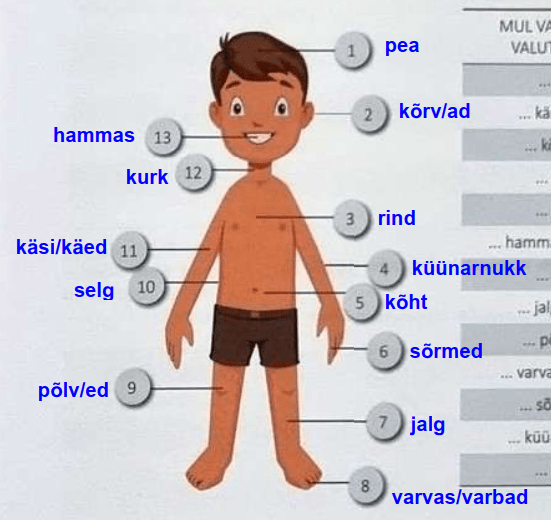 MUL VA
VALUT
1 pea
...
2 kõrv/ad
... kä
hammas 13
... k
kurk 12
...
3 rind
...
käsi/käed 11
... hamm
4 küünarnukk
...
selg 10
5 kõht
... jal
6 sõrmed
... põ
9 põlv/ed
... varva
... sõ
7 jalg
... küü
8 varvas/varbad
...